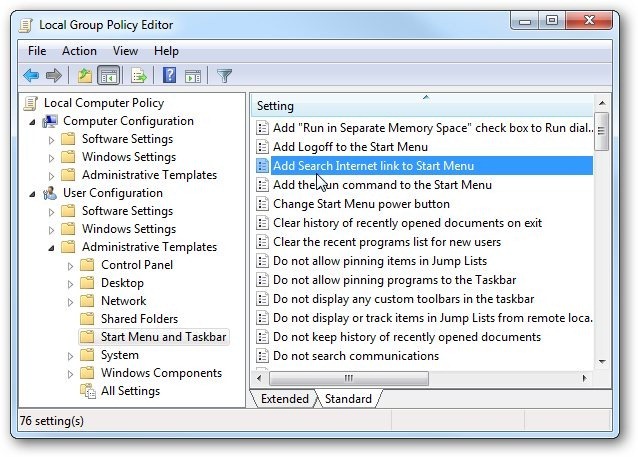 Local Group Policy Editor
File Action View Help
Local Computer Policy
Computer Configuration
Software Settings
Windows Settings
Administrative Templates
User Configuration
Software Settings
Windows Settings
Administrative Templates
Control Panel
Desktop
Network
Shared Folders
Start Menu and Taskbar
System
Windows Components
All Settings
Setting
Add "Run in Separate Memory Space" check box to Run dial...
Add Logoff to the Start Menu
Add Search Internet link to Start Menu
Add the Run command to the Start Menu
Change Start Menu power button
Clear history of recently opened documents on exit
Clear the recent programs list for new users
Do not allow pinning items in Jump Lists
Do not allow pinning programs to the Taskbar
Do not display any custom toolbars in the taskbar
Do not display or track items in Jump Lists from remote loca...
Do not keep history of recently opened documents
Do not search communications
Extended Standard
76 setting(s)